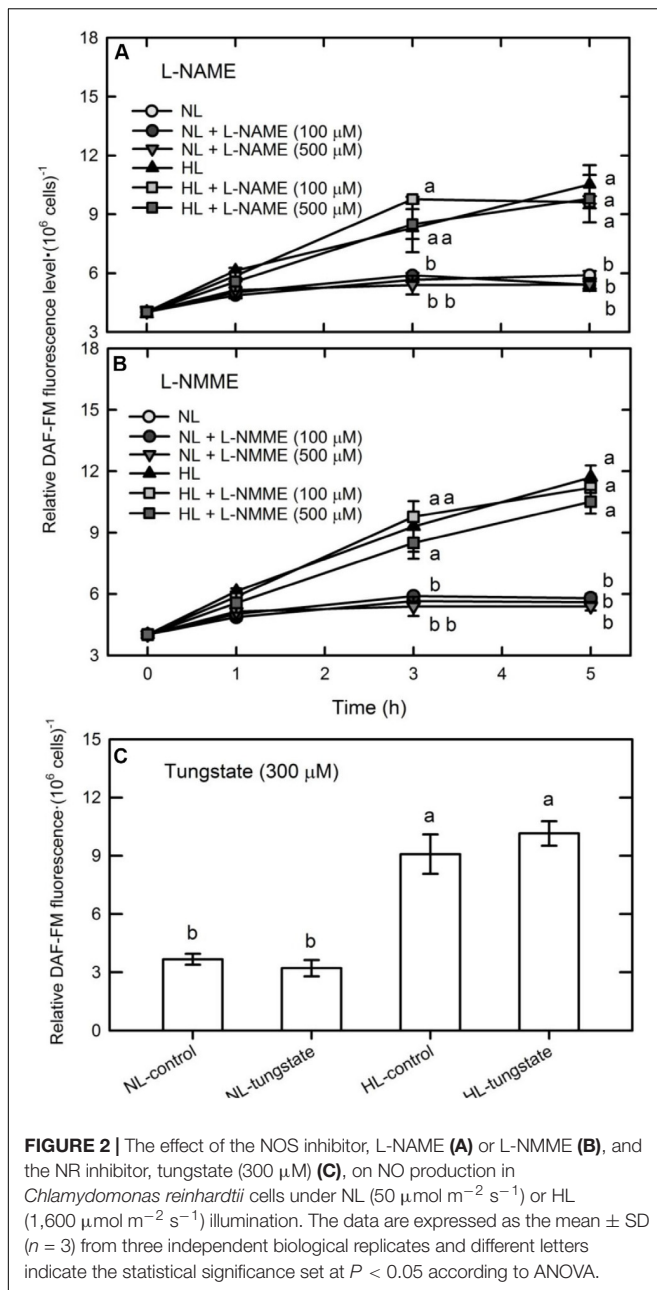 A
L-NAME
NL
NL + L-NAME (100 μM)
NL + L-NAME (500 μM)
HL
HL + L-NAME (100 μM)
HL + L-NAME (500 μM)
18
15
12
9
6
3
a
a a
b
b b
a
a
a
b
b
b
B
L-NMME
NL
NL + L-NMME (100 μM)
NL + L-NMME (500 μM)
HL
HL + L-NMME (100 μM)
HL + L-NMME (500 μM)
18
15
12
9
6
3
a a
a
b
b b
a
a
a
b
b
b
0 1 2 3 4 5
Time (h)
Relative DAF-FM fluorescence level·(10⁶ cells)⁻¹
C
Tungstate (300 μM)
15
12
9
6
3
0
b
b
a
a
NL-control
NL-tungstate
HL-control
HL-tungstate
Relative DAF-FM fluorescence·(10⁶ cells)⁻¹
FIGURE 2 | The effect of the NOS inhibitor, L-NAME (A) or L-NMME (B), and
the NR inhibitor, tungstate (300 μM) (C), on NO production in
Chlamydomonas reinhardtii cells under NL (50 μmol m⁻² s⁻¹) or HL
(1,600 μmol m⁻² s⁻¹) illumination. The data are expressed as the mean ± SD
(n = 3) from three independent biological replicates and different letters
indicate the statistical significance set at P < 0.05 according to ANOVA.